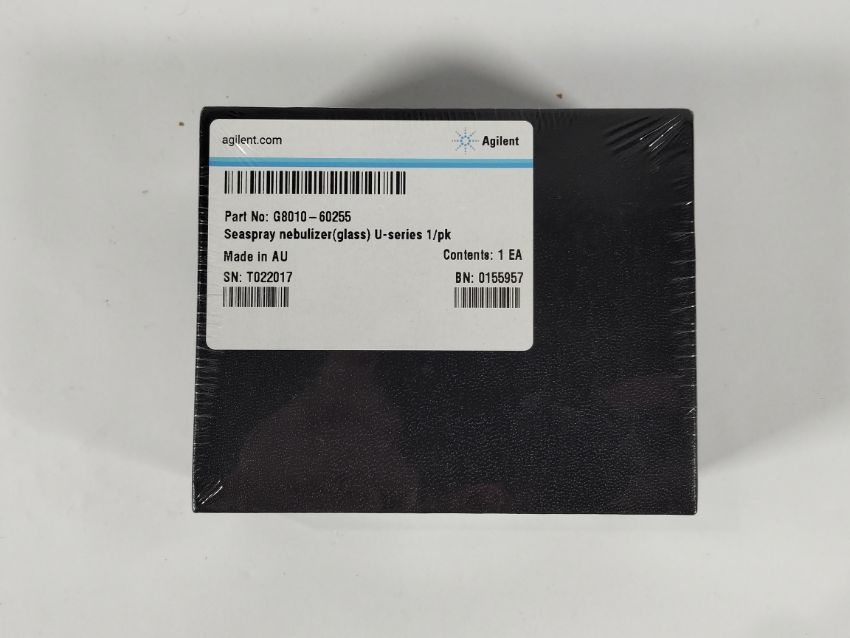 agilent.com
Agilent
Part No: G8010-60255
Seaspray nebulizer(glass) U-series 1/pk
Made in AU
Contents: 1 EA
SN: T022017
BN: 0155957